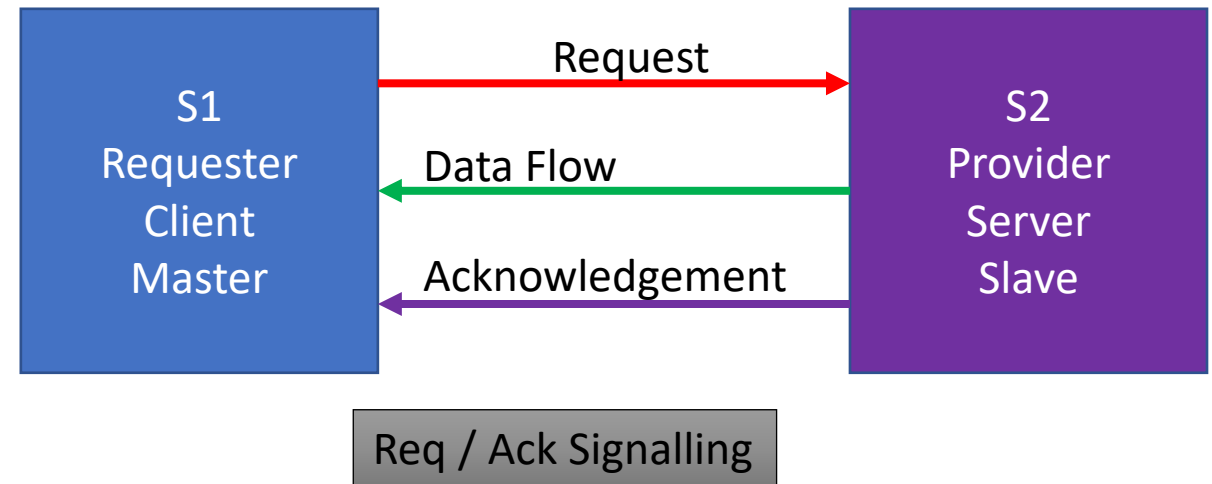 S1
Requester
Client
Master
Request
Data Flow
Acknowledgement
S2
Provider
Server
Slave
Req / Ack Signalling